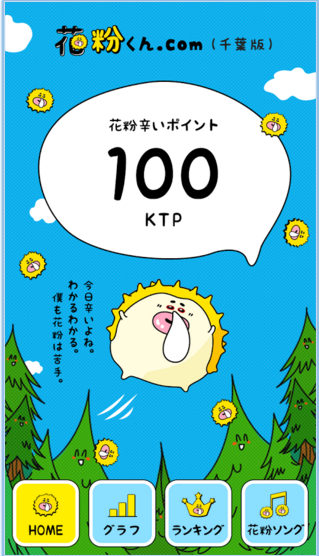 花粉くん.com（千葉版）
花粉辛いポイント
100
KTP
今日辛いよね。
わかるわかる。
僕も花粉は苦手。
HOME
グラフ
ランキング
花粉ソング